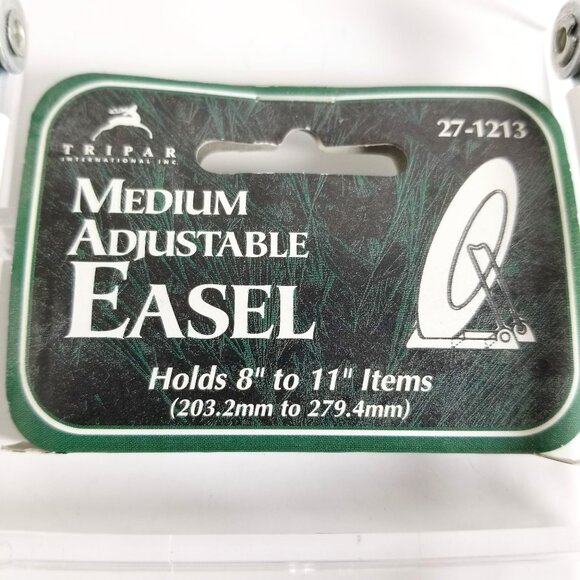 TRIPAR
INTERNATIONAL INC.
27-1213
MEDIUM
ADJUSTABLE
EASEL
Holds 8" to 11" Items
(203.2mm to 279.4mm)